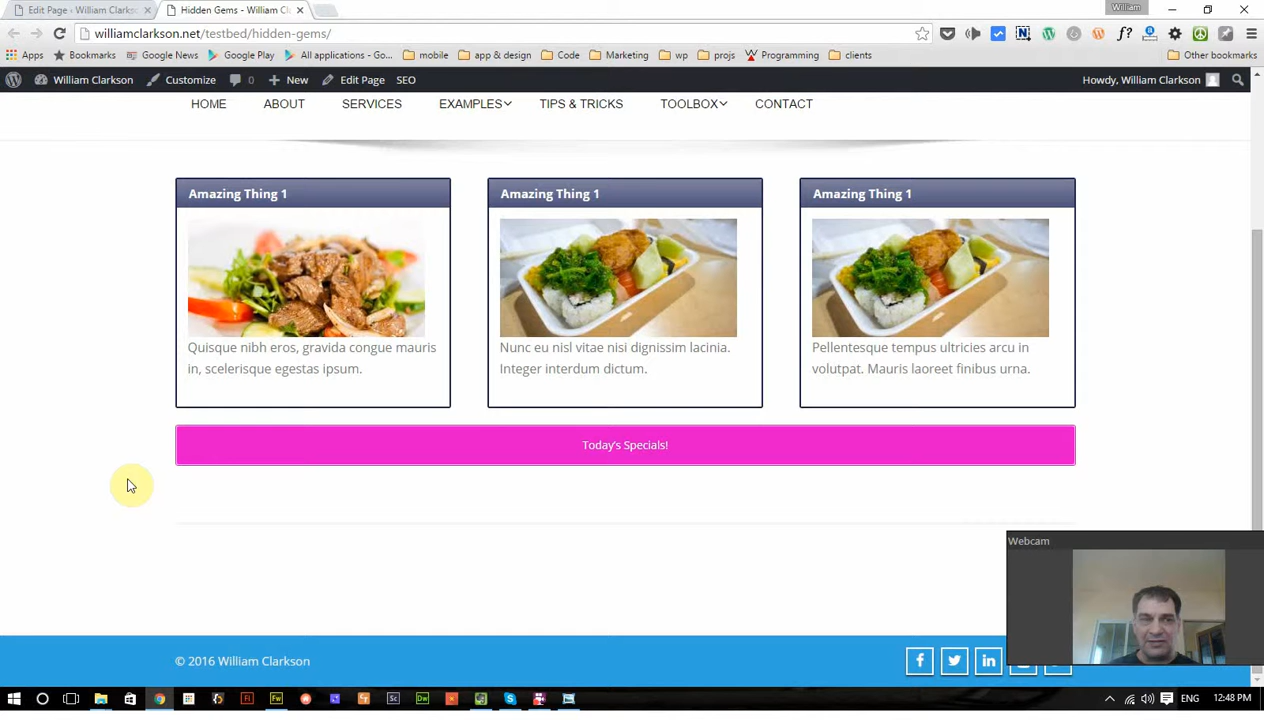 Edit Page ‹ William Clarks
Hidden Gems - William Cl
William
williamclarkson.net/testbed/hidden-gems/
Apps
Bookmarks
Google News
Google Play
All applications - Go...
mobile
app & design
Code
Marketing
wp
projs
Programming
clients
Other bookmarks
William Clarkson
Customize
0
New
Edit Page
SEO
Howdy, William Clarkson
HOME
ABOUT
SERVICES
EXAMPLES
TIPS & TRICKS
TOOLBOX
CONTACT
Amazing Thing 1
Quisque nibh eros, gravida congue mauris
in, scelerisque egestas ipsum.
Amazing Thing 1
Nunc eu nisl vitae nisi dignissim lacinia.
Integer interdum dictum.
Amazing Thing 1
Pellentesque tempus ultricies arcu in
volutpat. Mauris laoreet finibus urna.
Today's Specials!
Webcam
© 2016 William Clarkson
ENG
12:48 PM